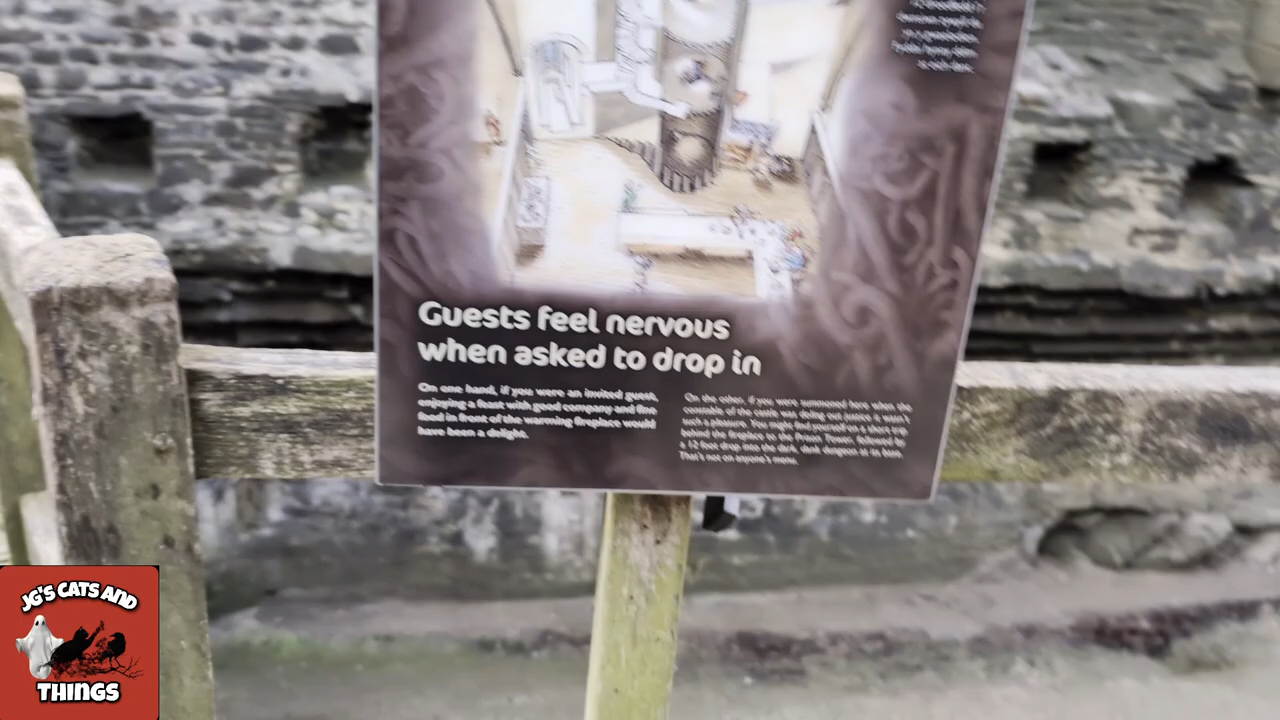 is rich fare.
Guests feel nervous
when asked to drop in
On one hand, if you were an invited guest,
enjoying a feast with good company and fine
food in front of the warming fireplace would
have been a delight.
On the other, if you were summoned here when the
constable of the castle was doling out justice it wasn't
such a pleasure. You might find yourself on a short trip
behind the fireplace to the Prison Tower, followed by
a 12 foot drop into the dark, dank dungeon at its base.
That's not on anyone's menu.
JG'S CATS AND
THINGS